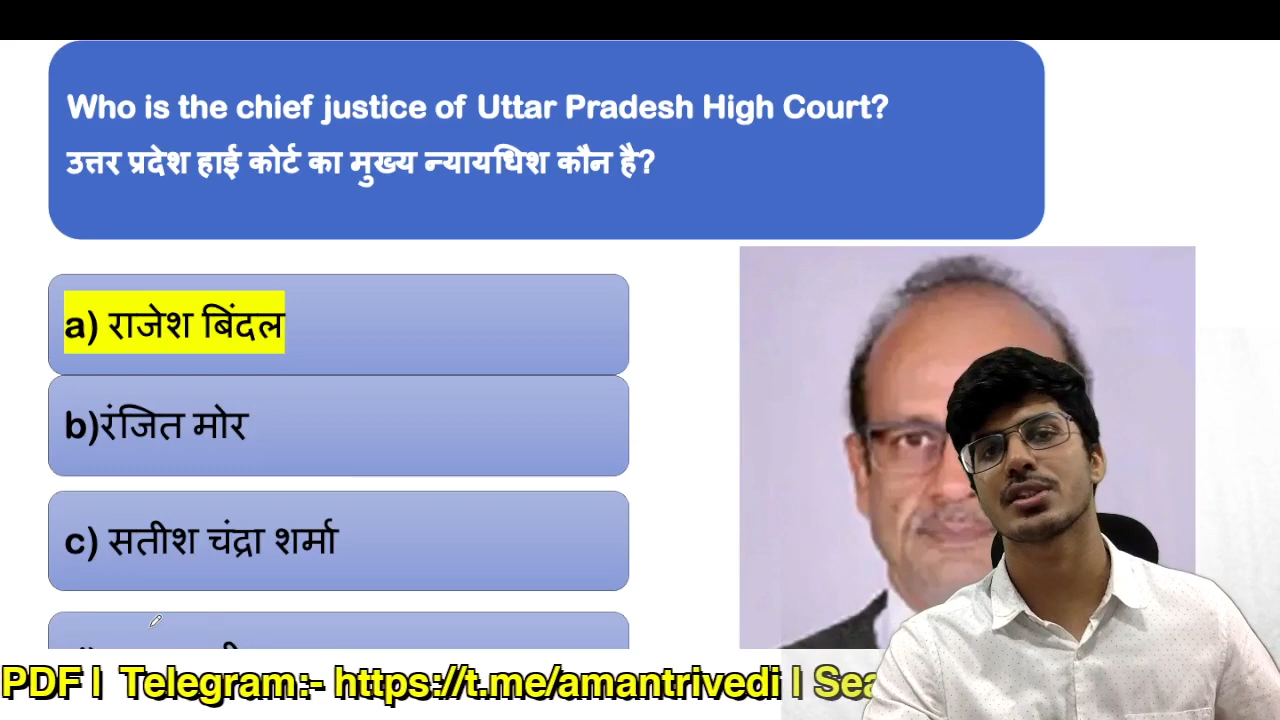 Who is the chief justice of Uttar Pradesh High Court?
उत्तर प्रदेश हाई कोर्ट का मुख्य न्यायधिश कौन है?
a) राजेश बिंदल
b)रंजित मोर
c) सतीश चंद्रा शर्मा
PDF l Telegram:- https://t.me/amantrivedi l Sea